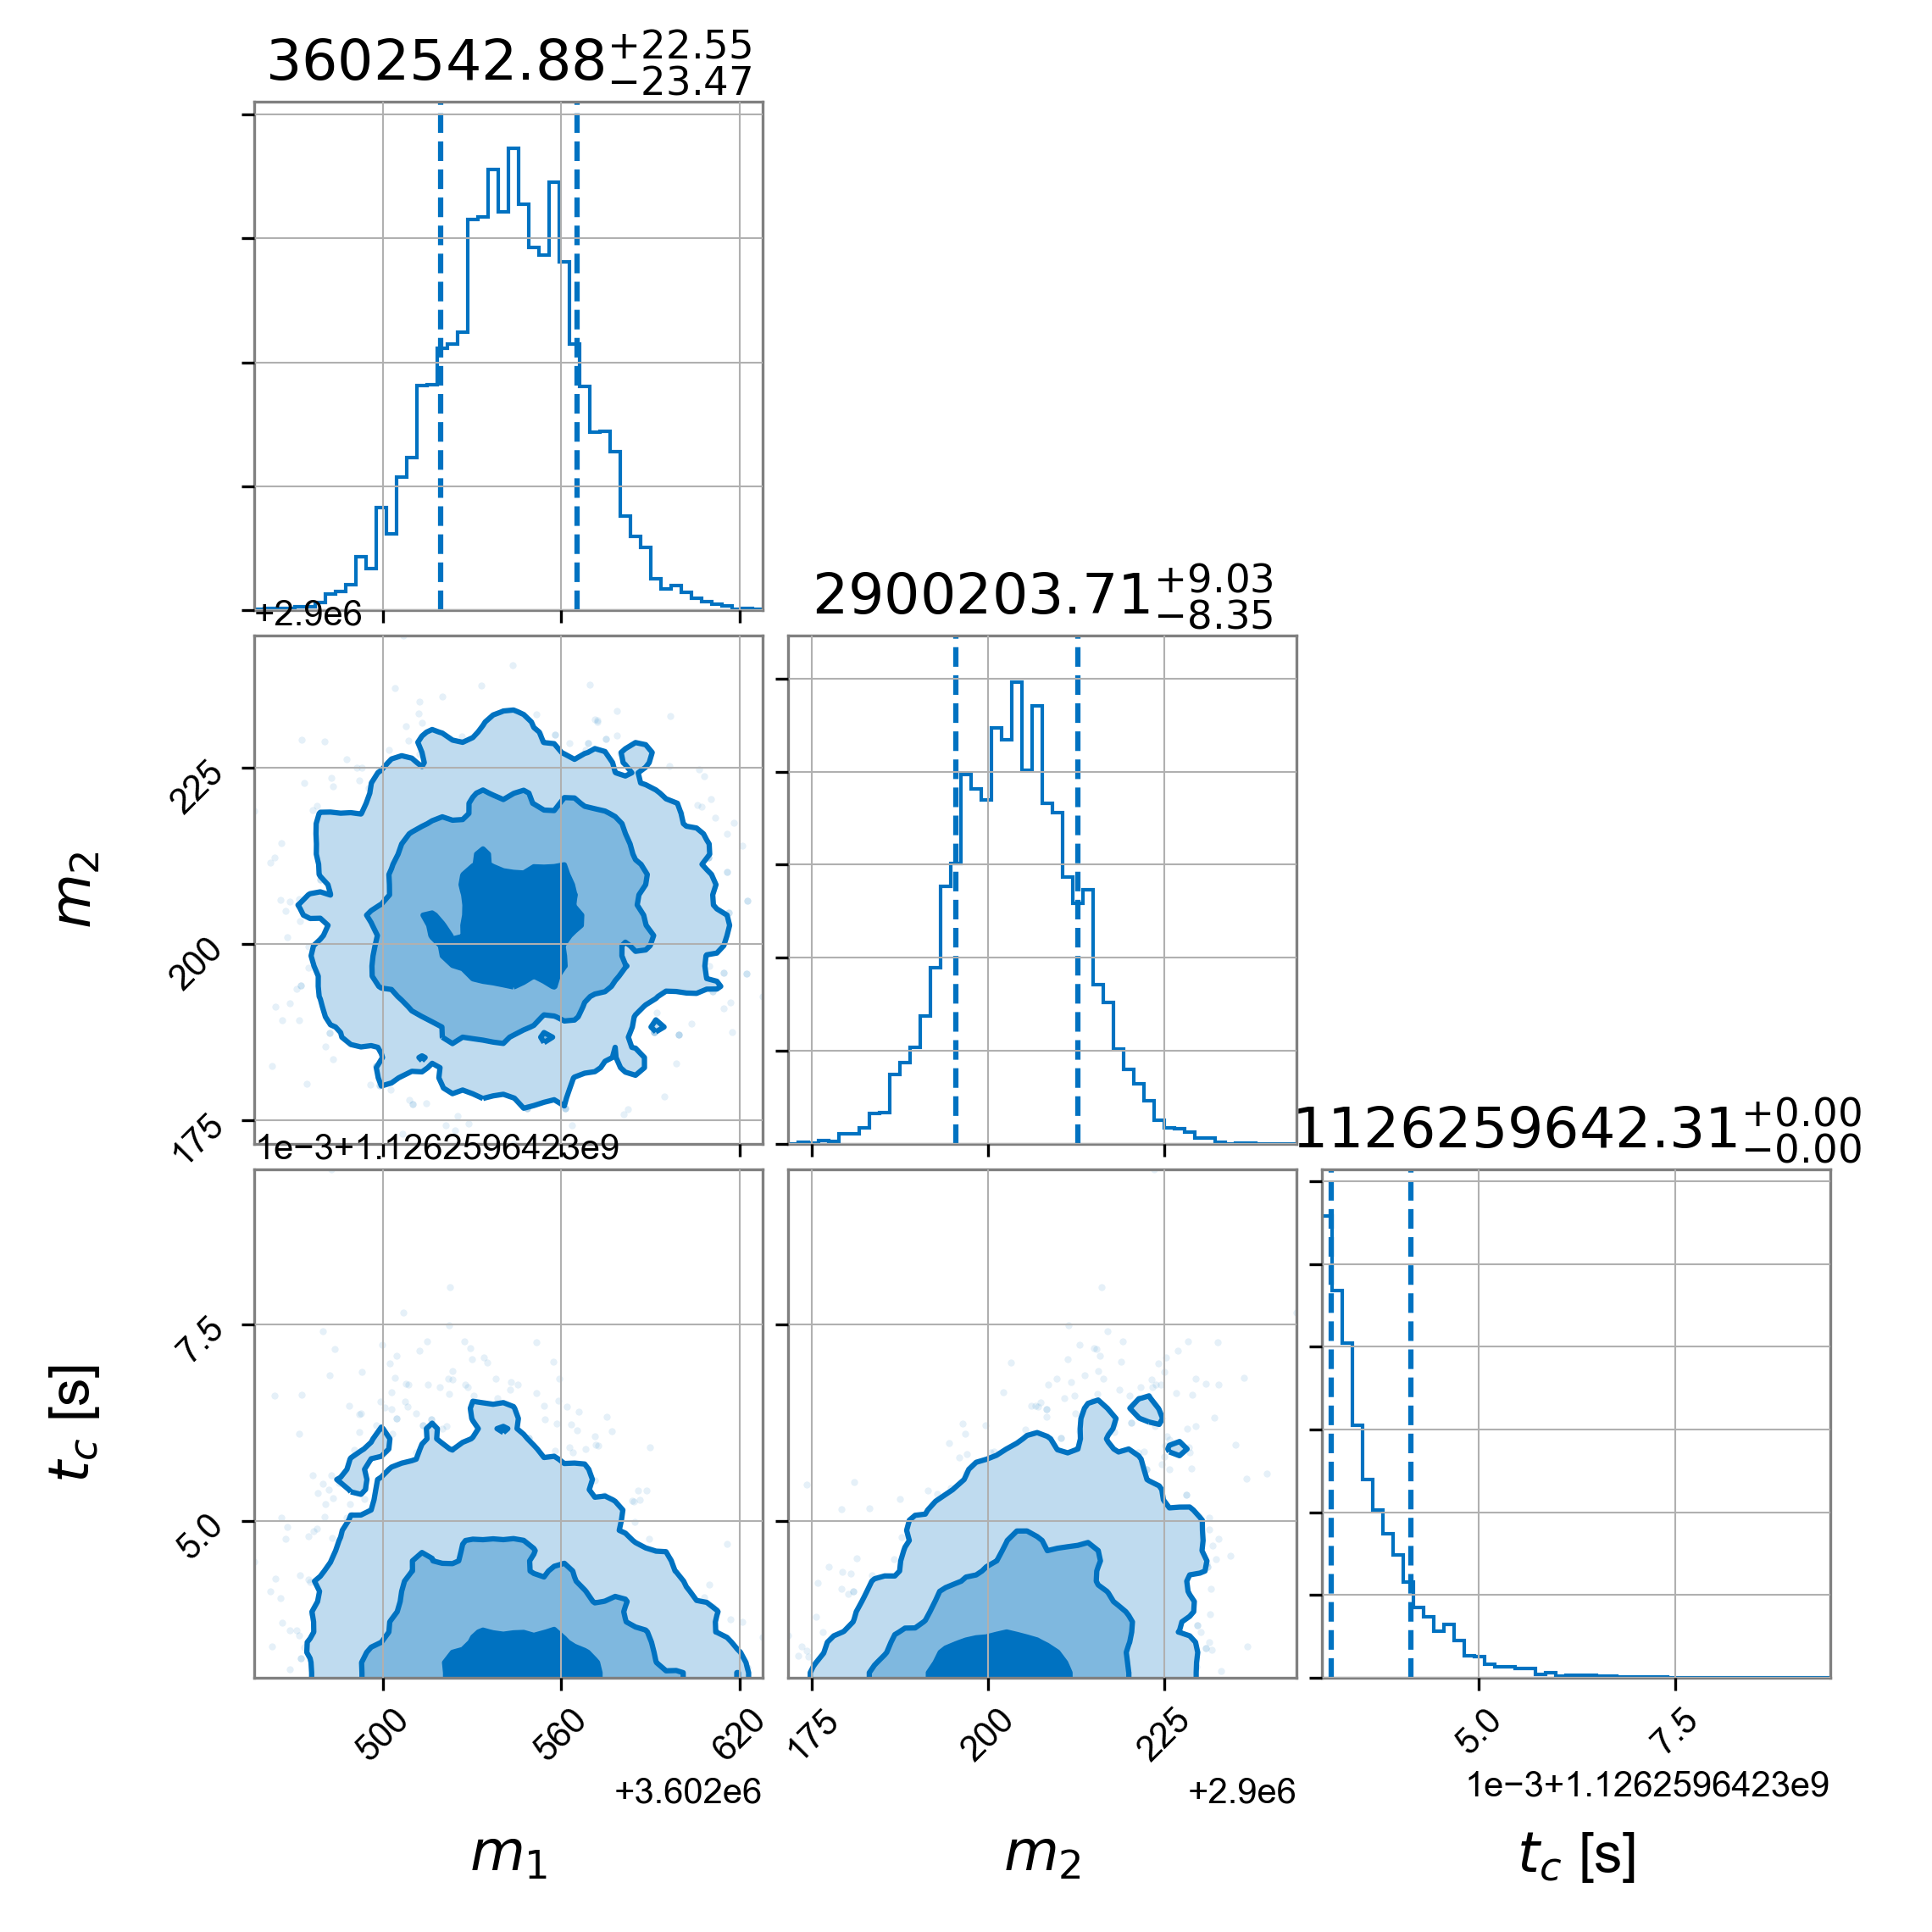 3602542.88+22.55−23.47
+2.9e6
2900203.71+9.03−8.35
225
200
175
m2
1e−3+1.1262596423e9
1126259642.31+0.00−0.00
7.5
5.0
tc [s]
500 560 620
175 200 225
5.0 7.5
+3.602e6
+2.9e6
1e−3+1.1262596423e9
m1
m2
tc [s]